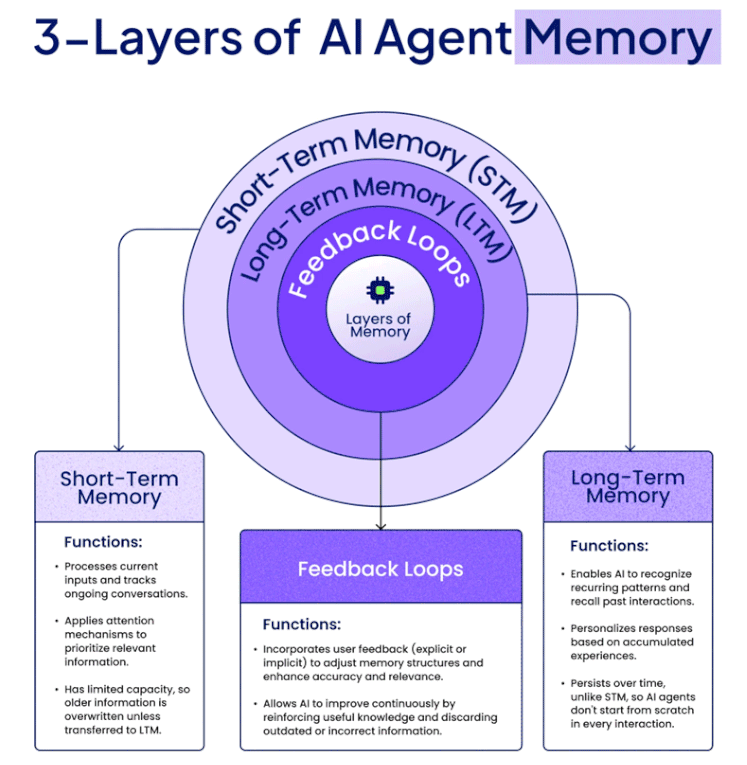 3-Layers of AI Agent Memory
Short-Term Memory (STM)
Long-Term Memory (LTM)
Feedback Loops
Layers of
Memory
Short-Term
Memory
Functions:
• Processes current
inputs and tracks
ongoing conversations.
• Applies attention
mechanisms to
prioritize relevant
information.
• Has limited capacity, so
older information is
overwritten unless
transferred to LTM.
Feedback Loops
Functions:
• Incorporates user feedback (explicit or
implicit) to adjust memory structures and
enhance accuracy and relevance.
• Allows AI to improve continuously by
reinforcing useful knowledge and discarding
outdated or incorrect information.
Long-Term
Memory
Functions:
• Enables AI to recognize
recurring patterns and
recall past interactions.
• Personalizes responses
based on accumulated
experiences.
• Persists over time,
unlike STM, so AI agents
don't start from scratch
in every interaction.